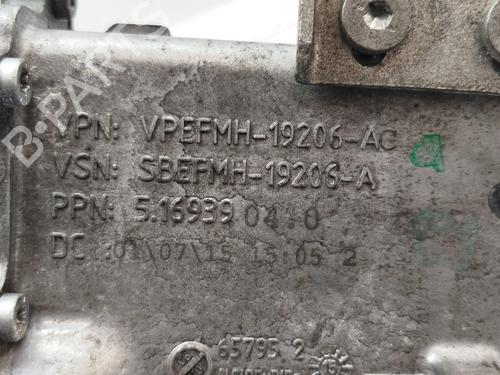 VPN: VPEFMH-19206-AC
VSN: SBEFMH-19206-A
PPN: 5.16939 04.0
DC :01\07\15 15:05 2
65795 2
B-PARTS